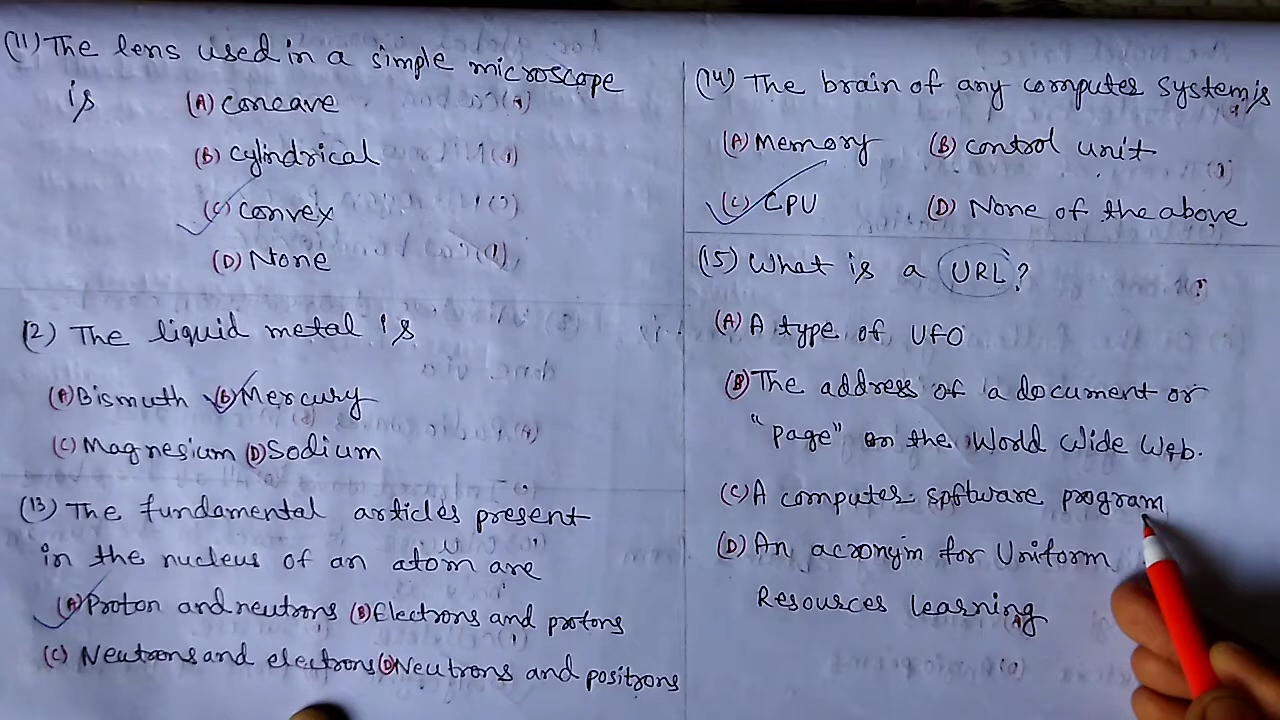 (11) The lens used in a simple microscope
is (A) concave
(B) cylindrical
(C) convex
(D) None
(2) The liquid metal is
(A) Bismuth (B) Mercury
(C) Magnesium (D) Sodium
(13) The fundamental articles present
in the nucleus of an atom are
(A) Proton and neutrons (B) Electrons and protons
(C) Neutrons and electrons (D) Neutrons and positrons
(14) The brain of any computer system is
(A) Memory (B) control unit
(C) CPU (D) None of the above
(15) What is a URL?
(A) A type of UFO
(B) The address of a document or
"page" on the World Wide Web.
(C) A computer software program
(D) An acronym for Uniform
Resources learning